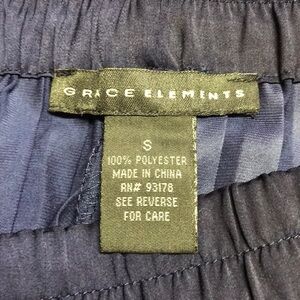 GRACE ELEMENTS
S
100% POLYESTER
MADE IN CHINA
RN# 93178
SEE REVERSE
FOR CARE